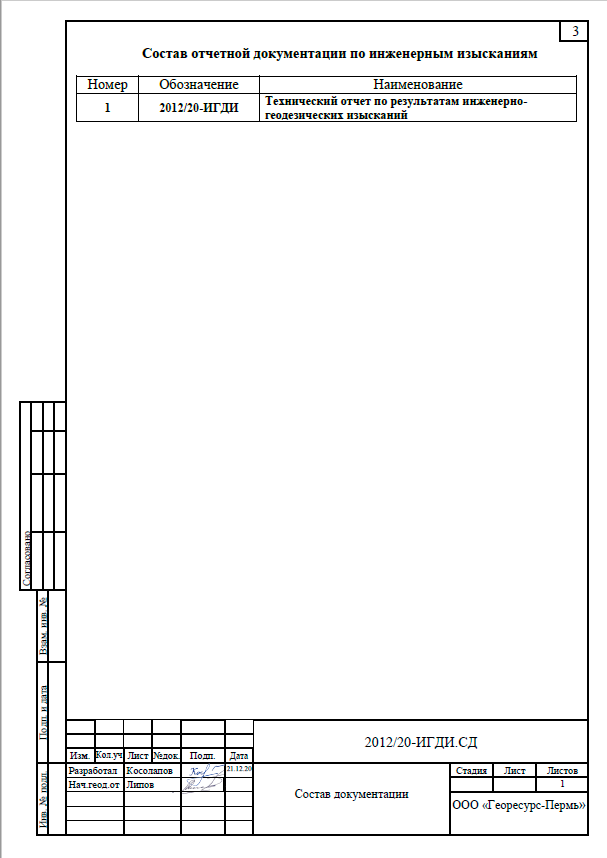 3
Состав отчетной документации по инженерным изысканиям
Номер Обозначение Наименование
1 2012/20-ИГДИ Технический отчет по результатам инженерно-
геодезических изысканий
Согласовано
Взам. инв. №
Подп. и дата
Инв. № подл.
2012/20-ИГДИ.СД
Изм. Кол.уч Лист №док. Подп. Дата
Разработал Косолапов 21.12.20
Нач.геод.от Липов
Состав документации
Стадия Лист Листов
1
ООО «Георесурс-Пермь»